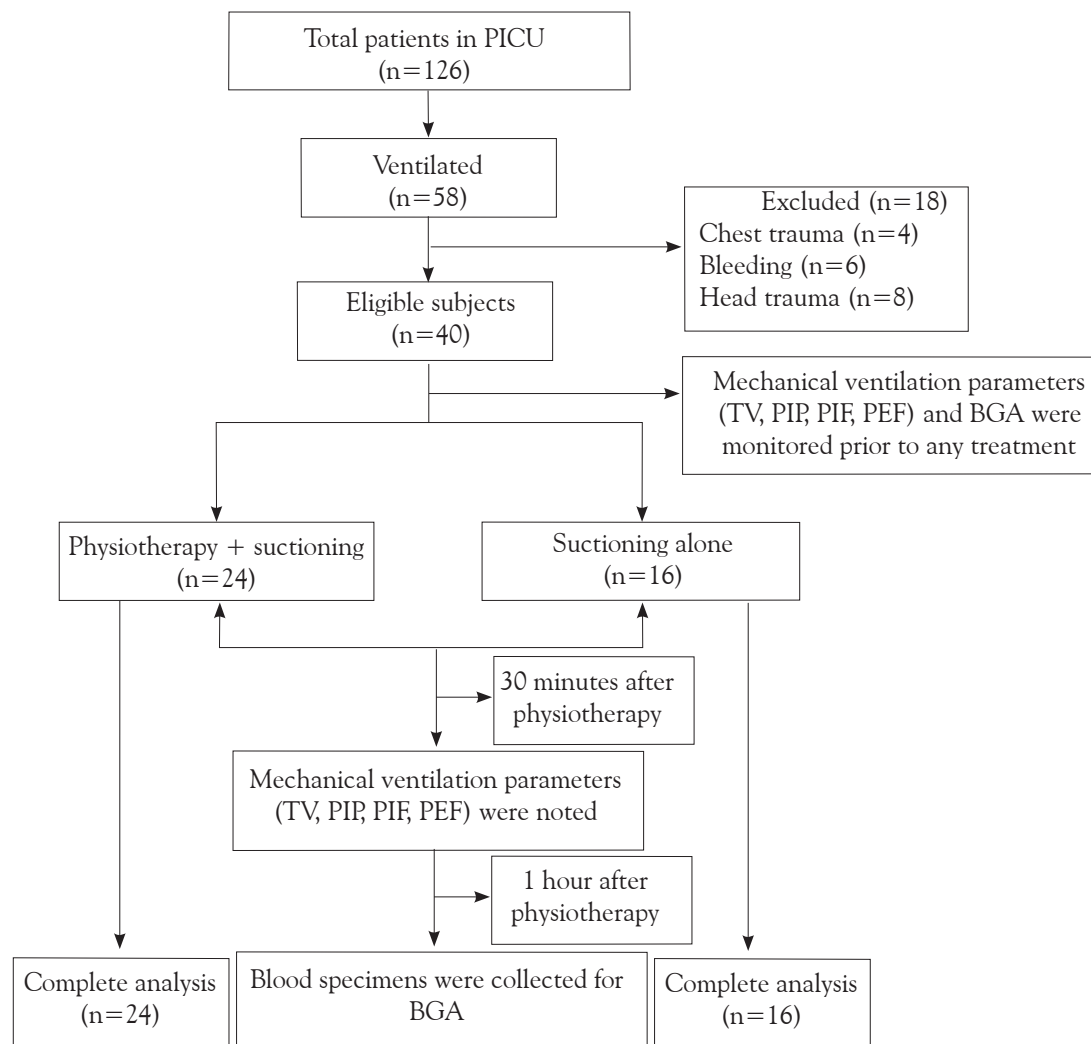 Total patients in PICU
(n=126)
Ventilated
(n=58)
Excluded (n=18)
Chest trauma (n=4)
Bleeding (n=6)
Head trauma (n=8)
Eligible subjects
(n=40)
Mechanical ventilation parameters
(TV, PIP, PIF, PEF) and BGA were
monitored prior to any treatment
Physiotherapy + suctioning
(n=24)
Suctioning alone
(n=16)
30 minutes after
physiotherapy
Mechanical ventilation parameters
(TV, PIP, PIF, PEF) were noted
1 hour after
physiotherapy
Complete analysis
(n=24)
Blood specimens were collected for
BGA
Complete analysis
(n=16)